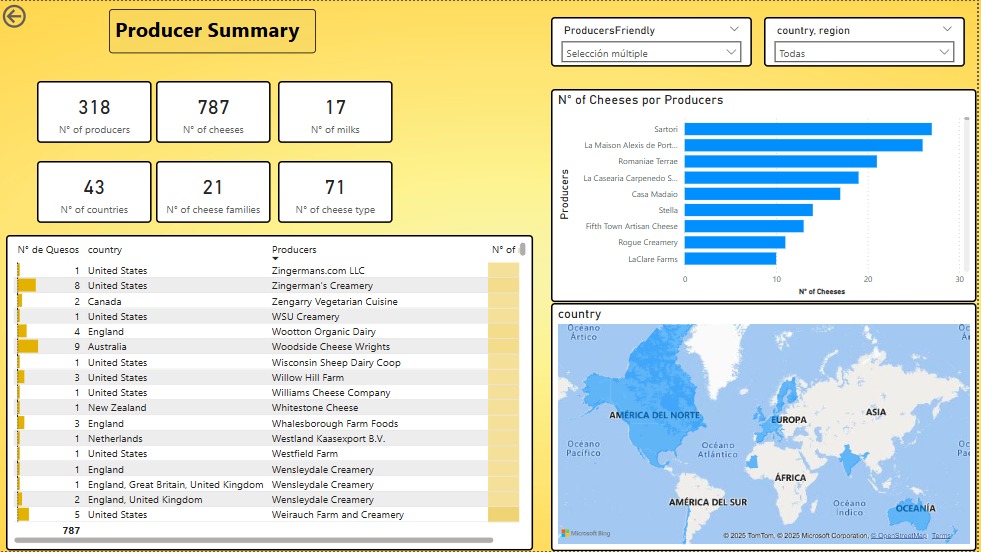 Producer Summary
ProducersFriendly
Selección múltiple
country, region
Todas
318
N° of producers
787
N° of cheeses
17
N° of milks
43
N° of countries
21
N° of cheese families
71
N° of cheese type
N° of Cheeses por Producers
Producers
Sartori
La Maison Alexis de Port...
Romaniae Terrae
La Casearia Carpenedo S...
Casa Madaio
Stella
Fifth Town Artisan Cheese
Rogue Creamery
LaClare Farms
0 10 20 30
N° of Cheeses
N° de Quesos country Producers N° of
1 United States Zingermans.com LLC
8 United States Zingerman's Creamery
2 Canada Zengarry Vegetarian Cuisine
1 United States WSU Creamery
4 England Wootton Organic Dairy
9 Australia Woodside Cheese Wrights
1 United States Wisconsin Sheep Dairy Coop
3 United States Willow Hill Farm
1 United States Williams Cheese Company
1 New Zealand Whitestone Cheese
3 England Whalesborough Farm Foods
1 Netherlands Westland Kaasexport B.V.
1 United States Westfield Farm
1 England Wensleydale Creamery
1 England, Great Britain, United Kingdom Wensleydale Creamery
2 England, United Kingdom Wensleydale Creamery
5 United States Weirauch Farm and Creamery
787
country
Océano Ártico
Océano Ártico
AMÉRICA DEL NORTE
EUROPA
ASIA
Océano Pacífico
Océano Atlántico
Oc
Pac
ÁFRICA
AMÉRICA DEL SUR
Océano Índico
OCEANÍA
Microsoft Bing
© 2025 TomTom, © 2025 Microsoft Corporation, © OpenStreetMap Terms